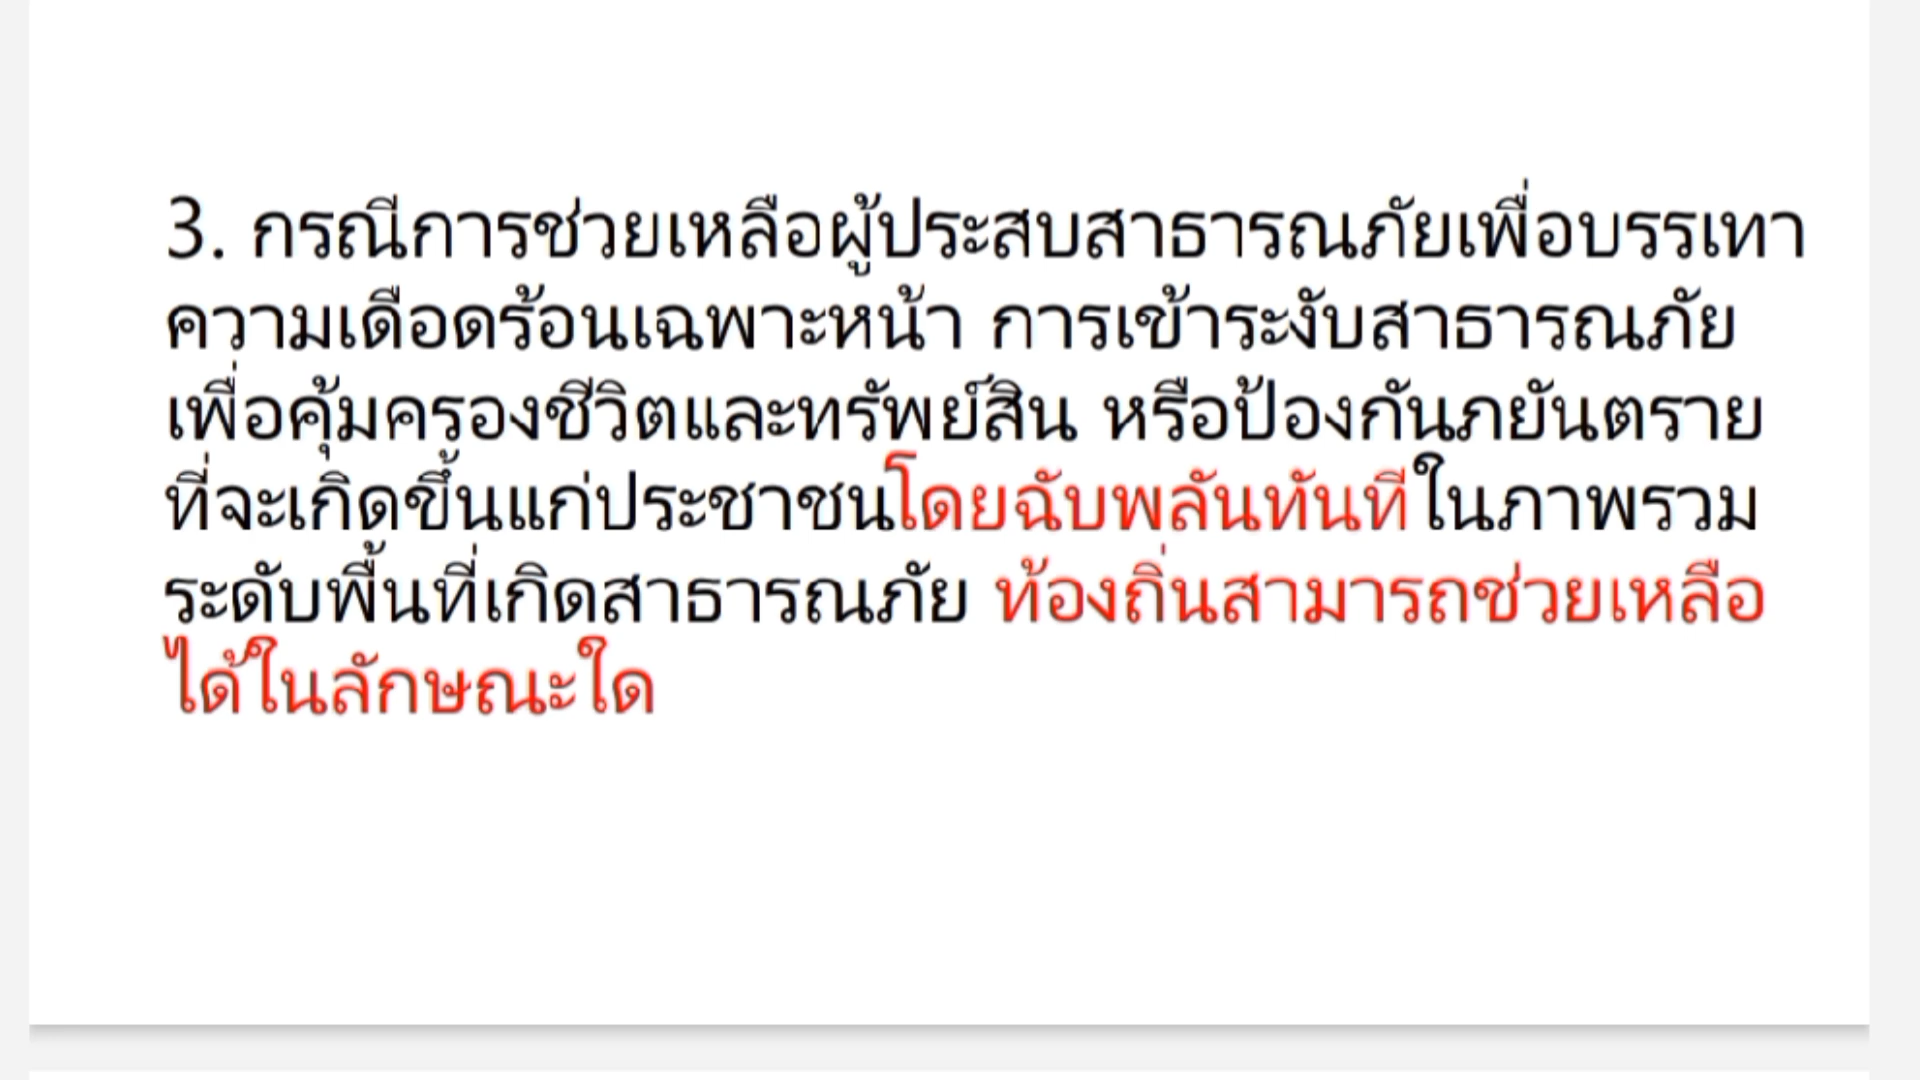 3. กรณีการช่วยเหลือผู้ประสบสาธารณภัยเพื่อบรรเทา
ความเดือดร้อนเฉพาะหน้า การเข้าระงับสาธารณภัย
เพื่อคุ้มครองชีวิตและทรัพย์สิน หรือป้องกันภยันตราย
ที่จะเกิดขึ้นแก่ประชาชนโดยฉับพลันทันทีในภาพรวม
ระดับพื้นที่เกิดสาธารณภัย ท้องถิ่นสามารถช่วยเหลือ
ได้ในลักษณะใด